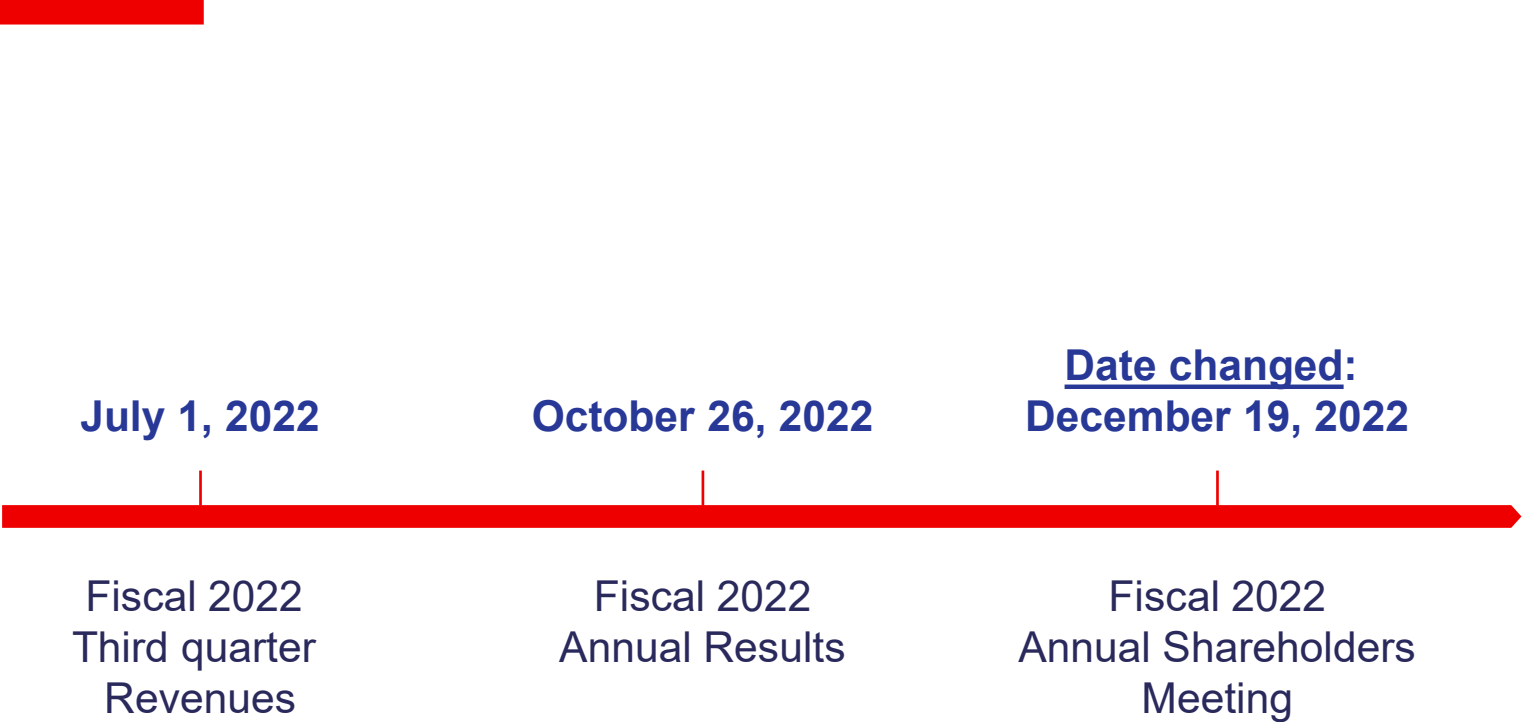 July 1, 2022
Fiscal 2022
Third quarter
Revenues
October 26, 2022
Fiscal 2022
Annual Results
Date changed:
December 19, 2022
Fiscal 2022
Annual Shareholders
Meeting